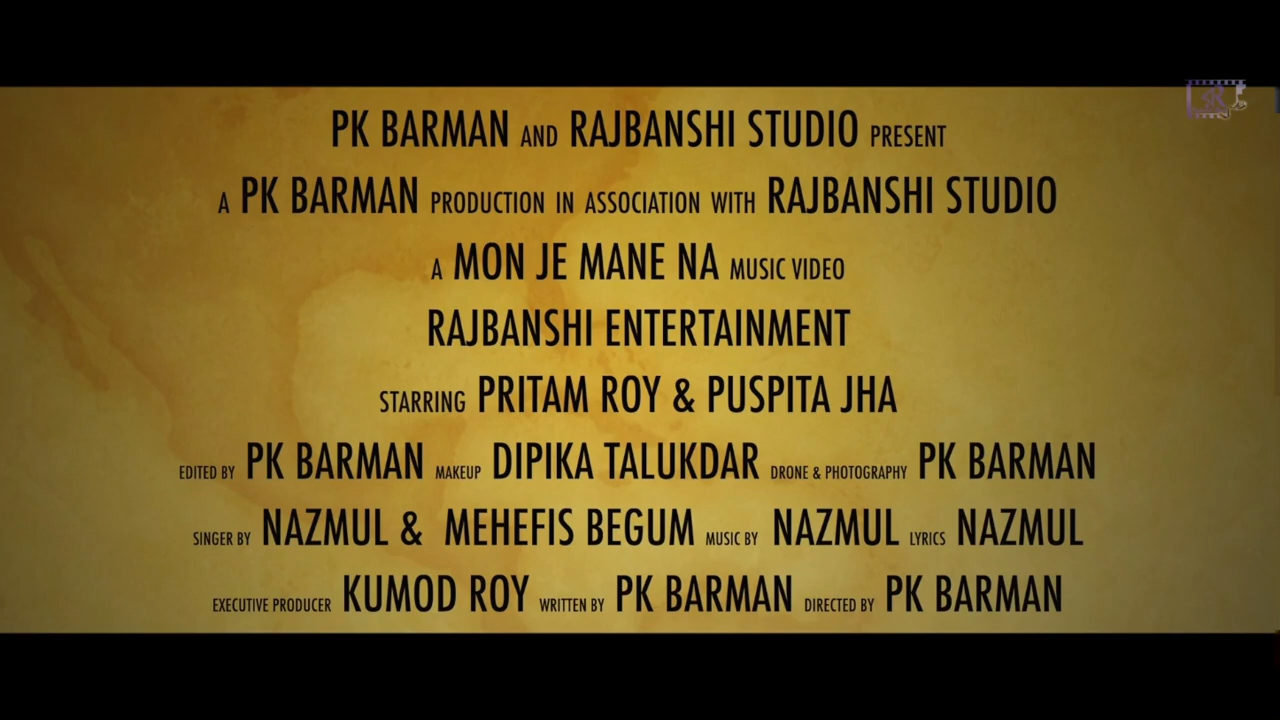 PK BARMAN AND RAJBANSHI STUDIO PRESENT
A PK BARMAN PRODUCTION IN ASSOCIATION WITH RAJBANSHI STUDIO
A MON JE MANE NA MUSIC VIDEO
RAJBANSHI ENTERTAINMENT
STARRING PRITAM ROY & PUSPITA JHA
EDITED BY PK BARMAN MAKEUP DIPIKA TALUKDAR DRONE & PHOTOGRAPHY PK BARMAN
SINGER BY NAZMUL & MEHEFIS BEGUM MUSIC BY NAZMUL LYRICS NAZMUL
EXECUTIVE PRODUCER KUMOD ROY WRITTEN BY PK BARMAN DIRECTED BY PK BARMAN